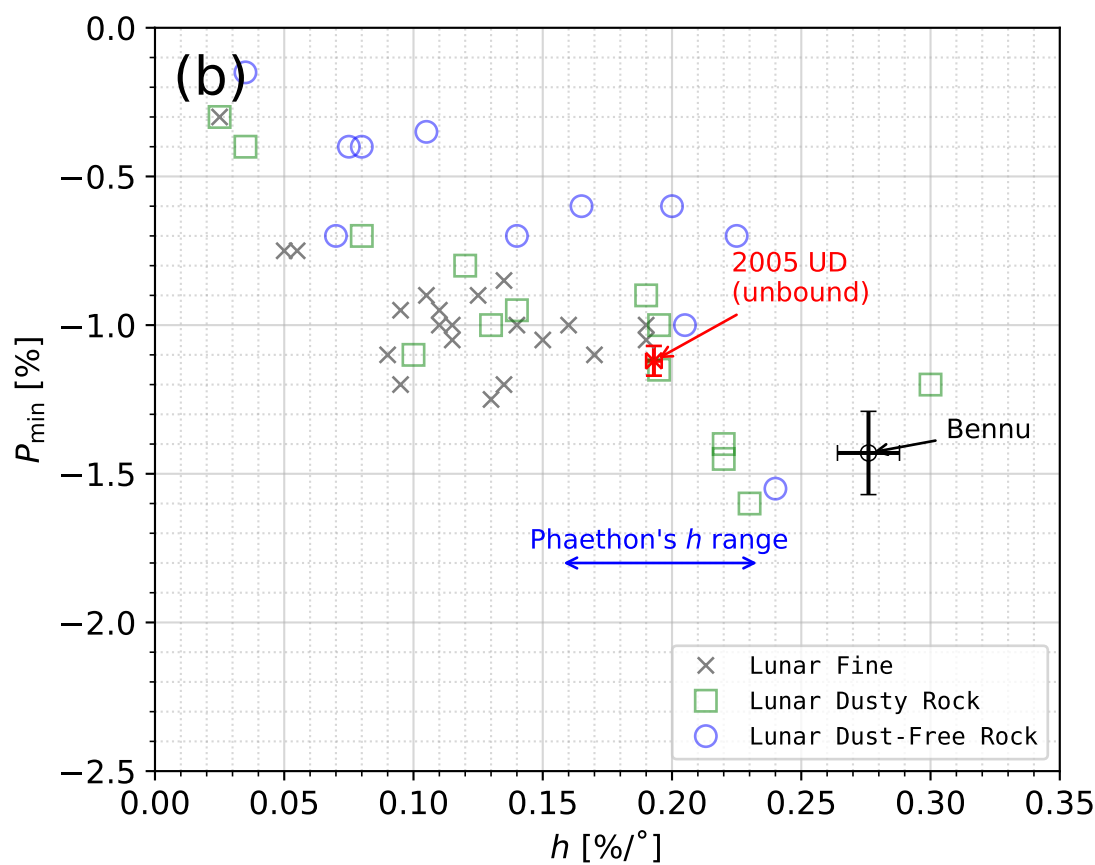 (b)
0.0
−0.5
−1.0
−1.5
−2.0
−2.5
P_min [%]
2005 UD
(unbound)
Bennu
Phaethon's h range
Lunar Fine
Lunar Dusty Rock
Lunar Dust-Free Rock
0.00 0.05 0.10 0.15 0.20 0.25 0.30 0.35
h [%/˚]